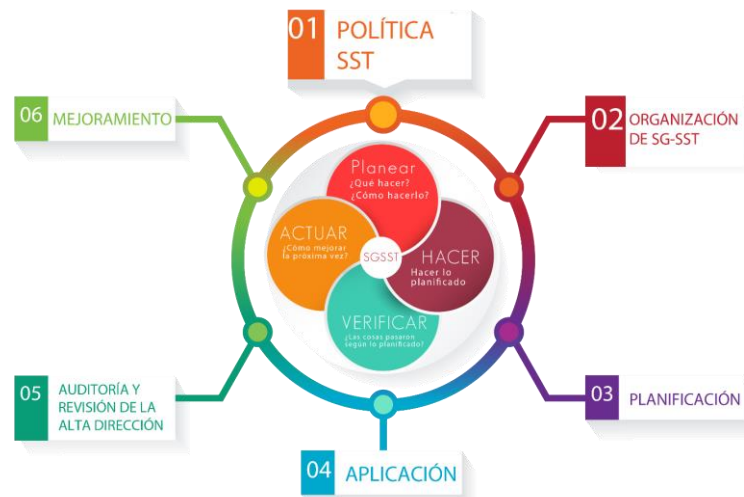 01 POLÍTICA
SST
02 ORGANIZACIÓN
DE SG-SST
03 PLANIFICACIÓN
04 APLICACIÓN
05 AUDITORÍA Y
REVISIÓN DE LA
ALTA DIRECCIÓN
06 MEJORAMIENTO
Planear
¿Qué hacer?
¿Cómo hacerlo?
HACER
Hacer lo
planificado
VERIFICAR
¿Las cosas pasaron
según lo planificado?
ACTUAR
¿Cómo mejorar
la próxima vez?
SGSST